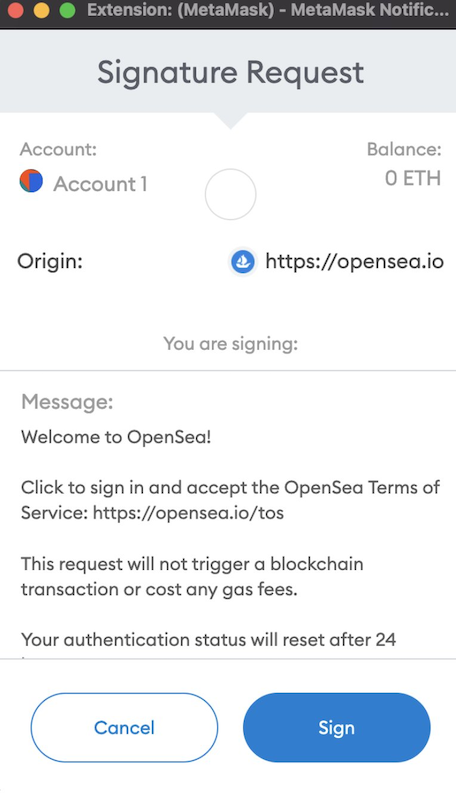 Extension: (MetaMask) - MetaMask Notific...
Signature Request
Account:
Balance:
Account 1
0 ETH
Origin:
https://opensea.io
You are signing:
Message:
Welcome to OpenSea!
Click to sign in and accept the OpenSea Terms of
Service: https://opensea.io/tos
This request will not trigger a blockchain
transaction or cost any gas fees.
Your authentication status will reset after 24
Cancel
Sign